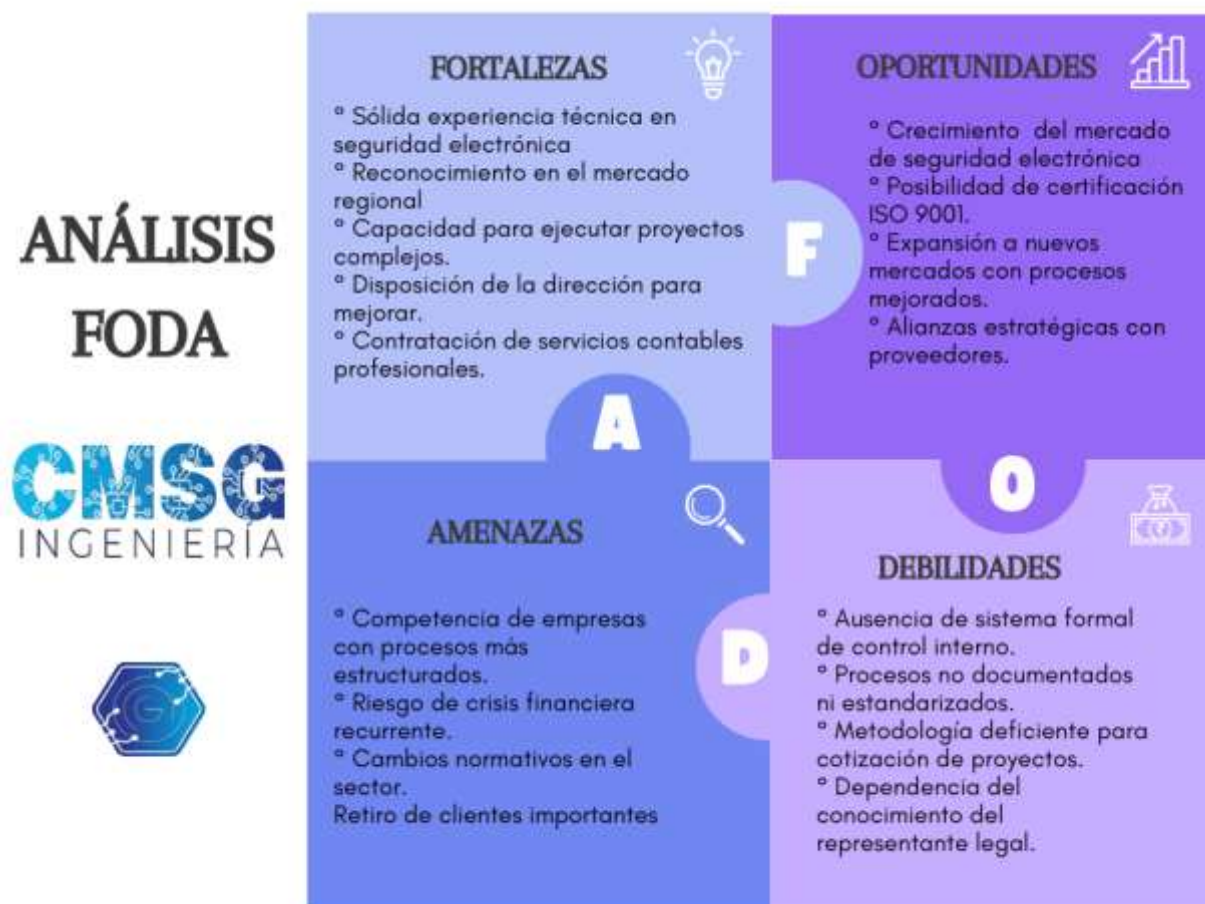 ANÁLISIS
FODA
CMSG
INGENIERÍA
G
FORTALEZAS
° Sólida experiencia técnica en
seguridad electrónica
° Reconocimiento en el mercado
regional
° Capacidad para ejecutar proyectos
complejos.
° Disposición de la dirección para
mejorar.
° Contratación de servicios contables
profesionales.
F
OPORTUNIDADES
° Crecimiento del mercado
de seguridad electrónica
° Posibilidad de certificación
ISO 9001.
° Expansión a nuevos
mercados con procesos
mejorados.
° Alianzas estratégicas con
proveedores.
O
A
AMENAZAS
° Competencia de empresas
con procesos más
estructurados.
° Riesgo de crisis financiera
recurrente.
° Cambios normativos en el
sector.
Retiro de clientes importantes
D
DEBILIDADES
° Ausencia de sistema formal
de control interno.
° Procesos no documentados
ni estandarizados.
° Metodología deficiente para
cotización de proyectos.
° Dependencia del
conocimiento del
representante legal.